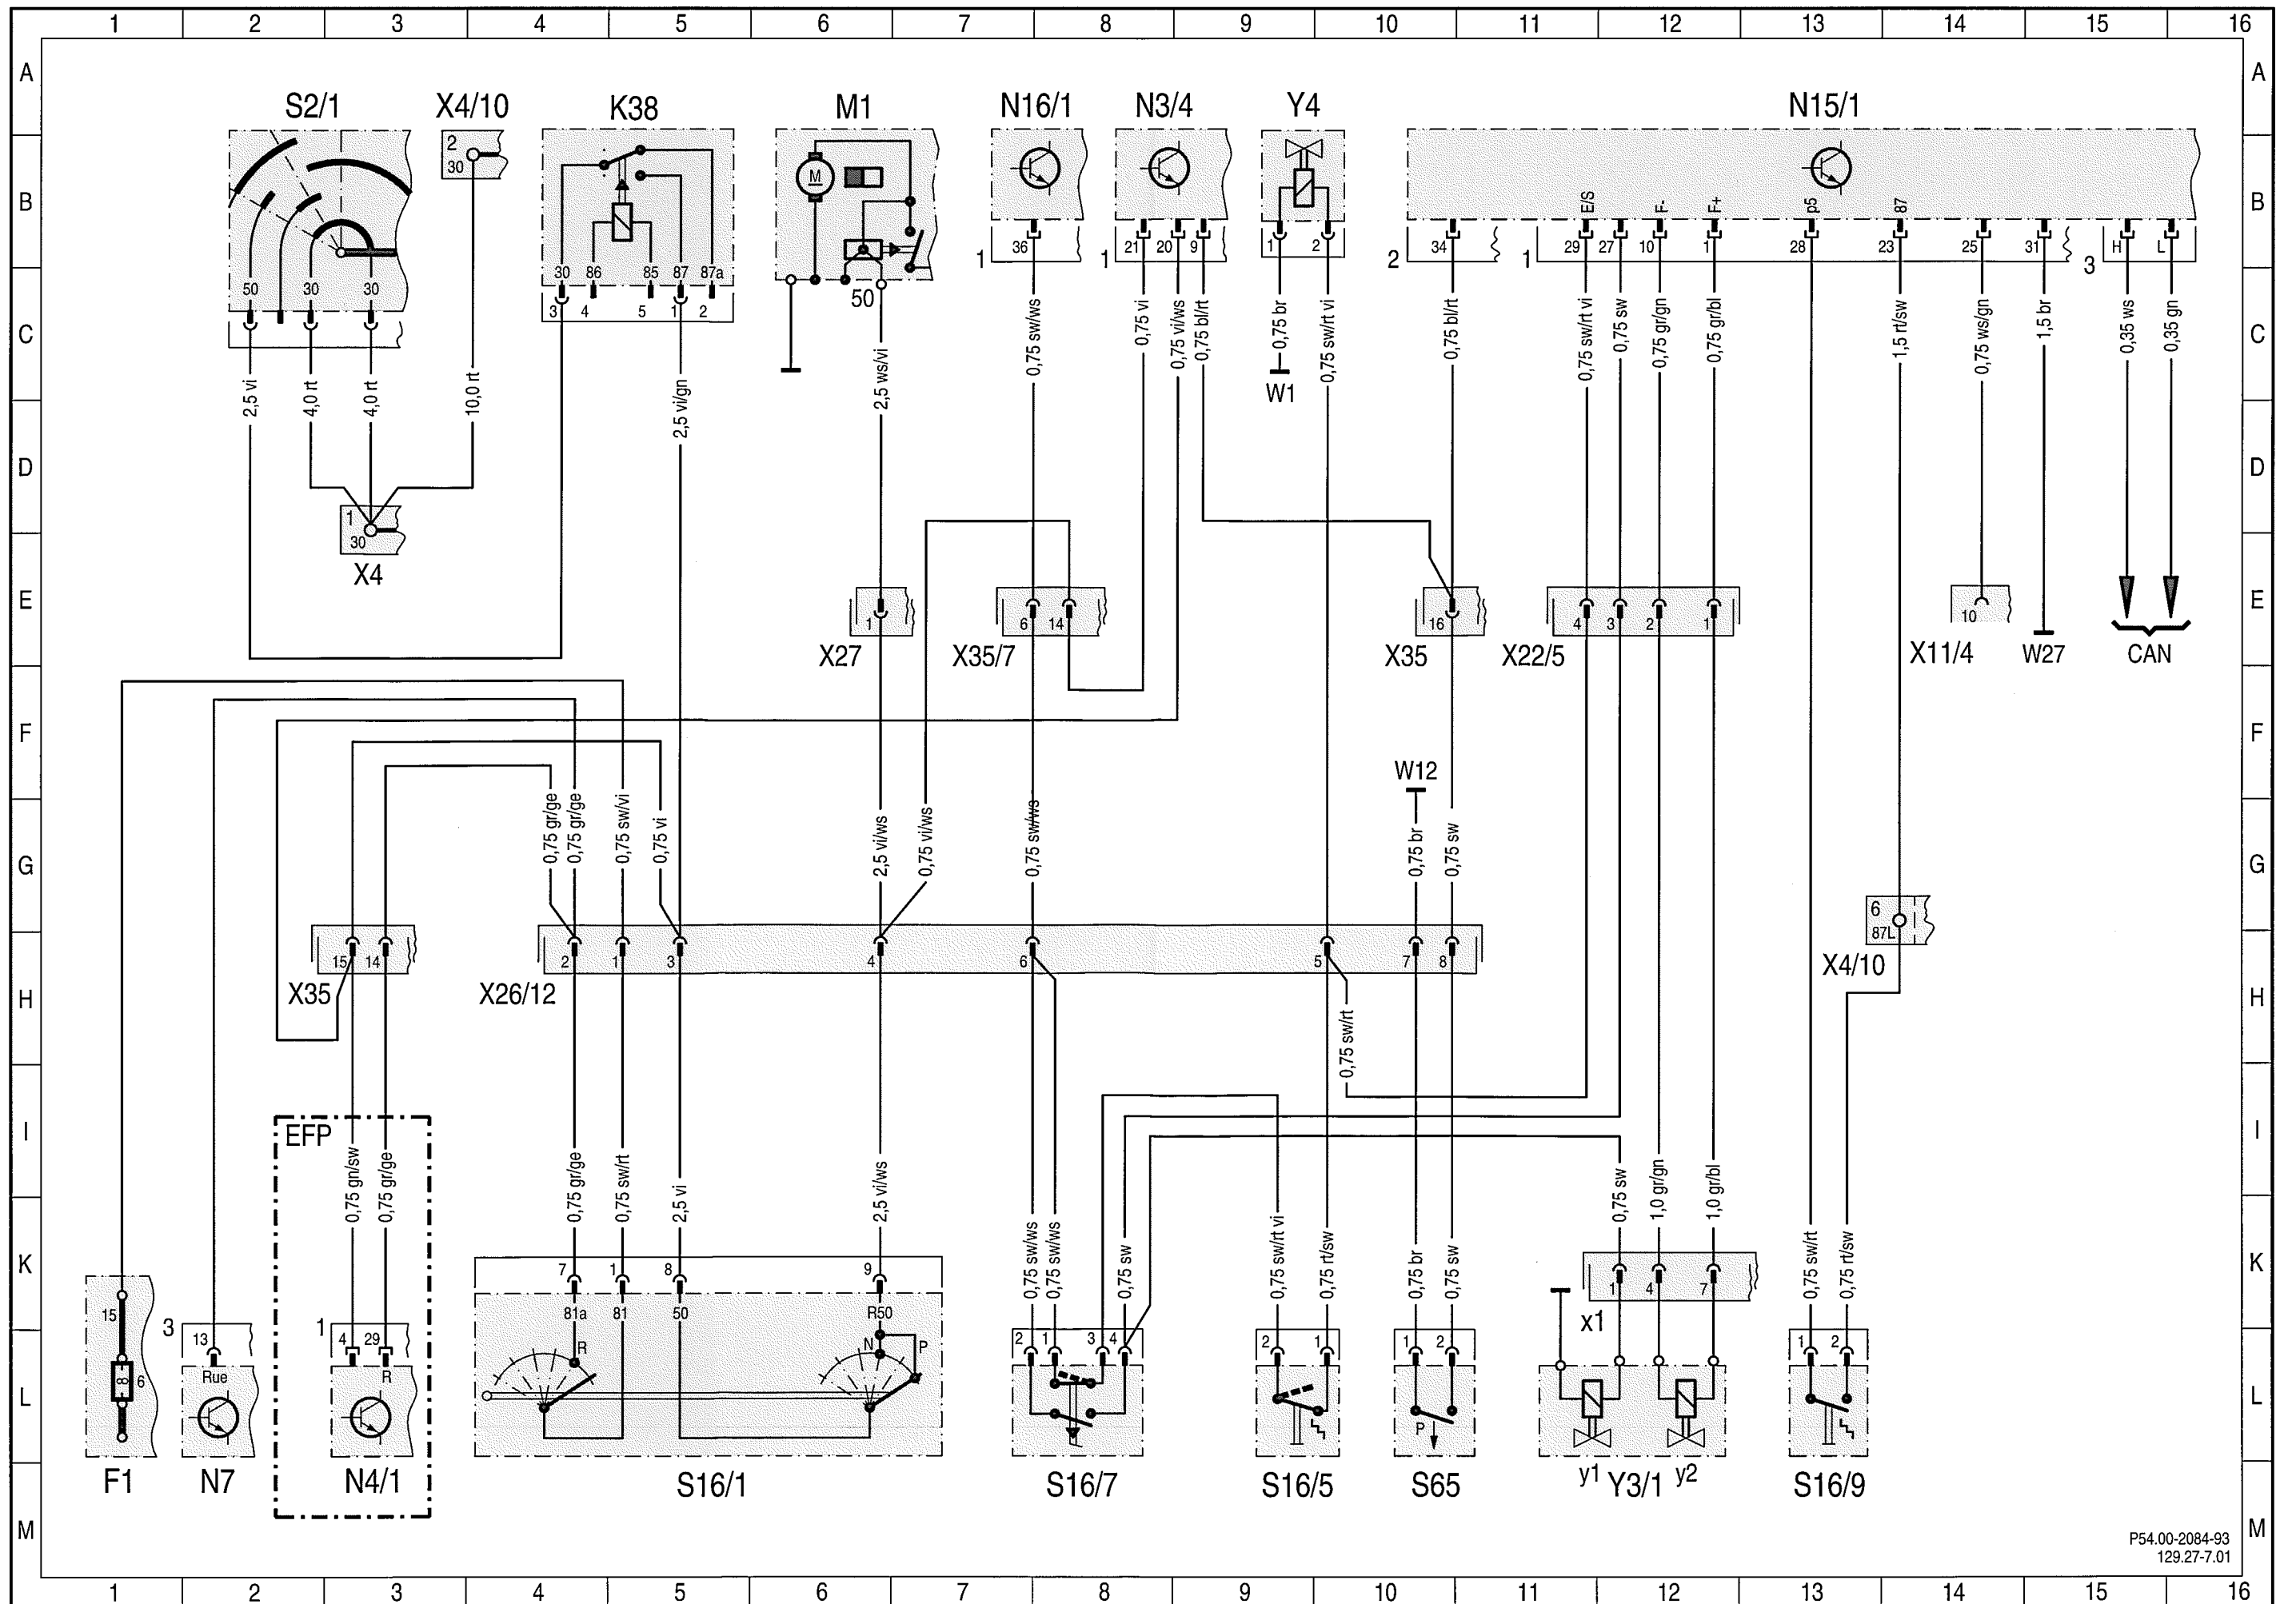 1 2 3 4 5 6 7 8 9 10 11 12 13 14 15 16
A A
S2/1 X4/10 K38 M1 N16/1 N3/4 Y4 N15/1
2
30
M
B B
E/S F- F+ p5 87
36 21 20 9 1 2 34 29 27 10 1 28 23 25 31 H L
1 1 2 1 3
50 30 30
30 86 85 87 87a
3 4 5 1 2
50
C C
2,5 vi
4,0 rt
4,0 rt
10,0 rt
2,5 vi/gn
2,5 ws/vi
0,75 sw/ws
0,75 vi
0,75 vi/ws
0,75 bl/rt
0,75 br
W1
0,75 sw/rt vi
0,75 bl/rt
0,75 sw/rt vi
0,75 sw
0,75 gr/gn
0,75 gr/bl
1,5 rt/sw
0,75 ws/gn
1,5 br
0,35 ws
0,35 gn
D D
1
30
X4
E E
1
X27
6 14
X35/7
16
X35
4 3 2 1
X22/5
10
X11/4
W27
CAN
F F
W12
0,75 gr/ge
0,75 gr/ge
0,75 sw/vi
0,75 vi
2,5 vi/ws
0,75 vi/ws
0,75 sw/ws
0,75 br
0,75 sw
G G
6
87L
X4/10
15 14
X35
2 1 3 4 6 5 7 8
X26/12
H H
0,75 sw/rt
I I
EFP
0,75 gn/sw
0,75 gr/ge
0,75 gr/ge
0,75 sw/rt
2,5 vi
2,5 vi/ws
0,75 sw/ws
0,75 sw/ws
0,75 sw
0,75 sw/rt vi
0,75 rt/sw
0,75 br
0,75 sw
0,75 sw
1,0 gr/gn
1,0 gr/bl
0,75 sw/rt
0,75 rt/sw
K K
7 1 8 9
81a 81 50 R50
1 4 7
x1
15
6
8
3 13
Rue
1 4 29
R
R N P
2 1 3 4
2 1
1 2
P
1 2
L L
F1 N7 N4/1 S16/1 S16/7 S16/5 S65 y1 Y3/1 y2 S16/9
M M
P54.00-2084-93
129.27-7.01
1 2 3 4 5 6 7 8 9 10 11 12 13 14 15 16